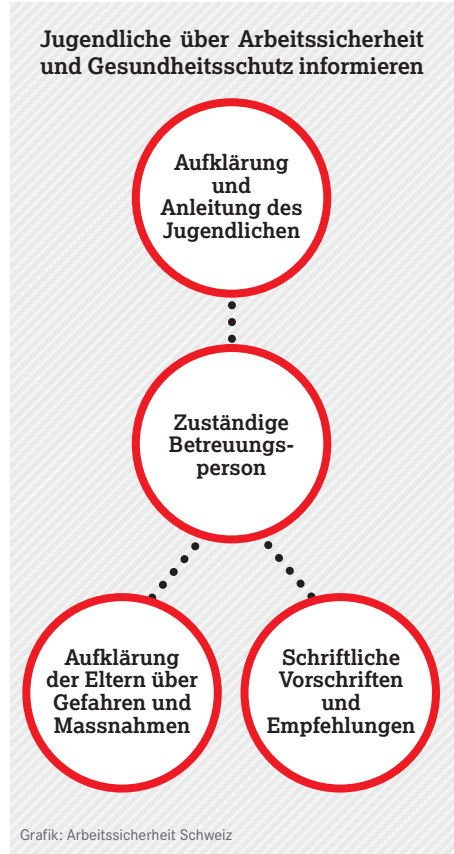 Jugendliche über Arbeitssicherheit
und Gesundheitsschutz informieren
Aufklärung
und
Anleitung des
Jugendlichen
Zuständige
Betreuungs-
person
Aufklärung
der Eltern über
Gefahren und
Massnahmen
Schriftliche
Vorschriften
und
Empfehlungen
Grafik: Arbeitssicherheit Schweiz